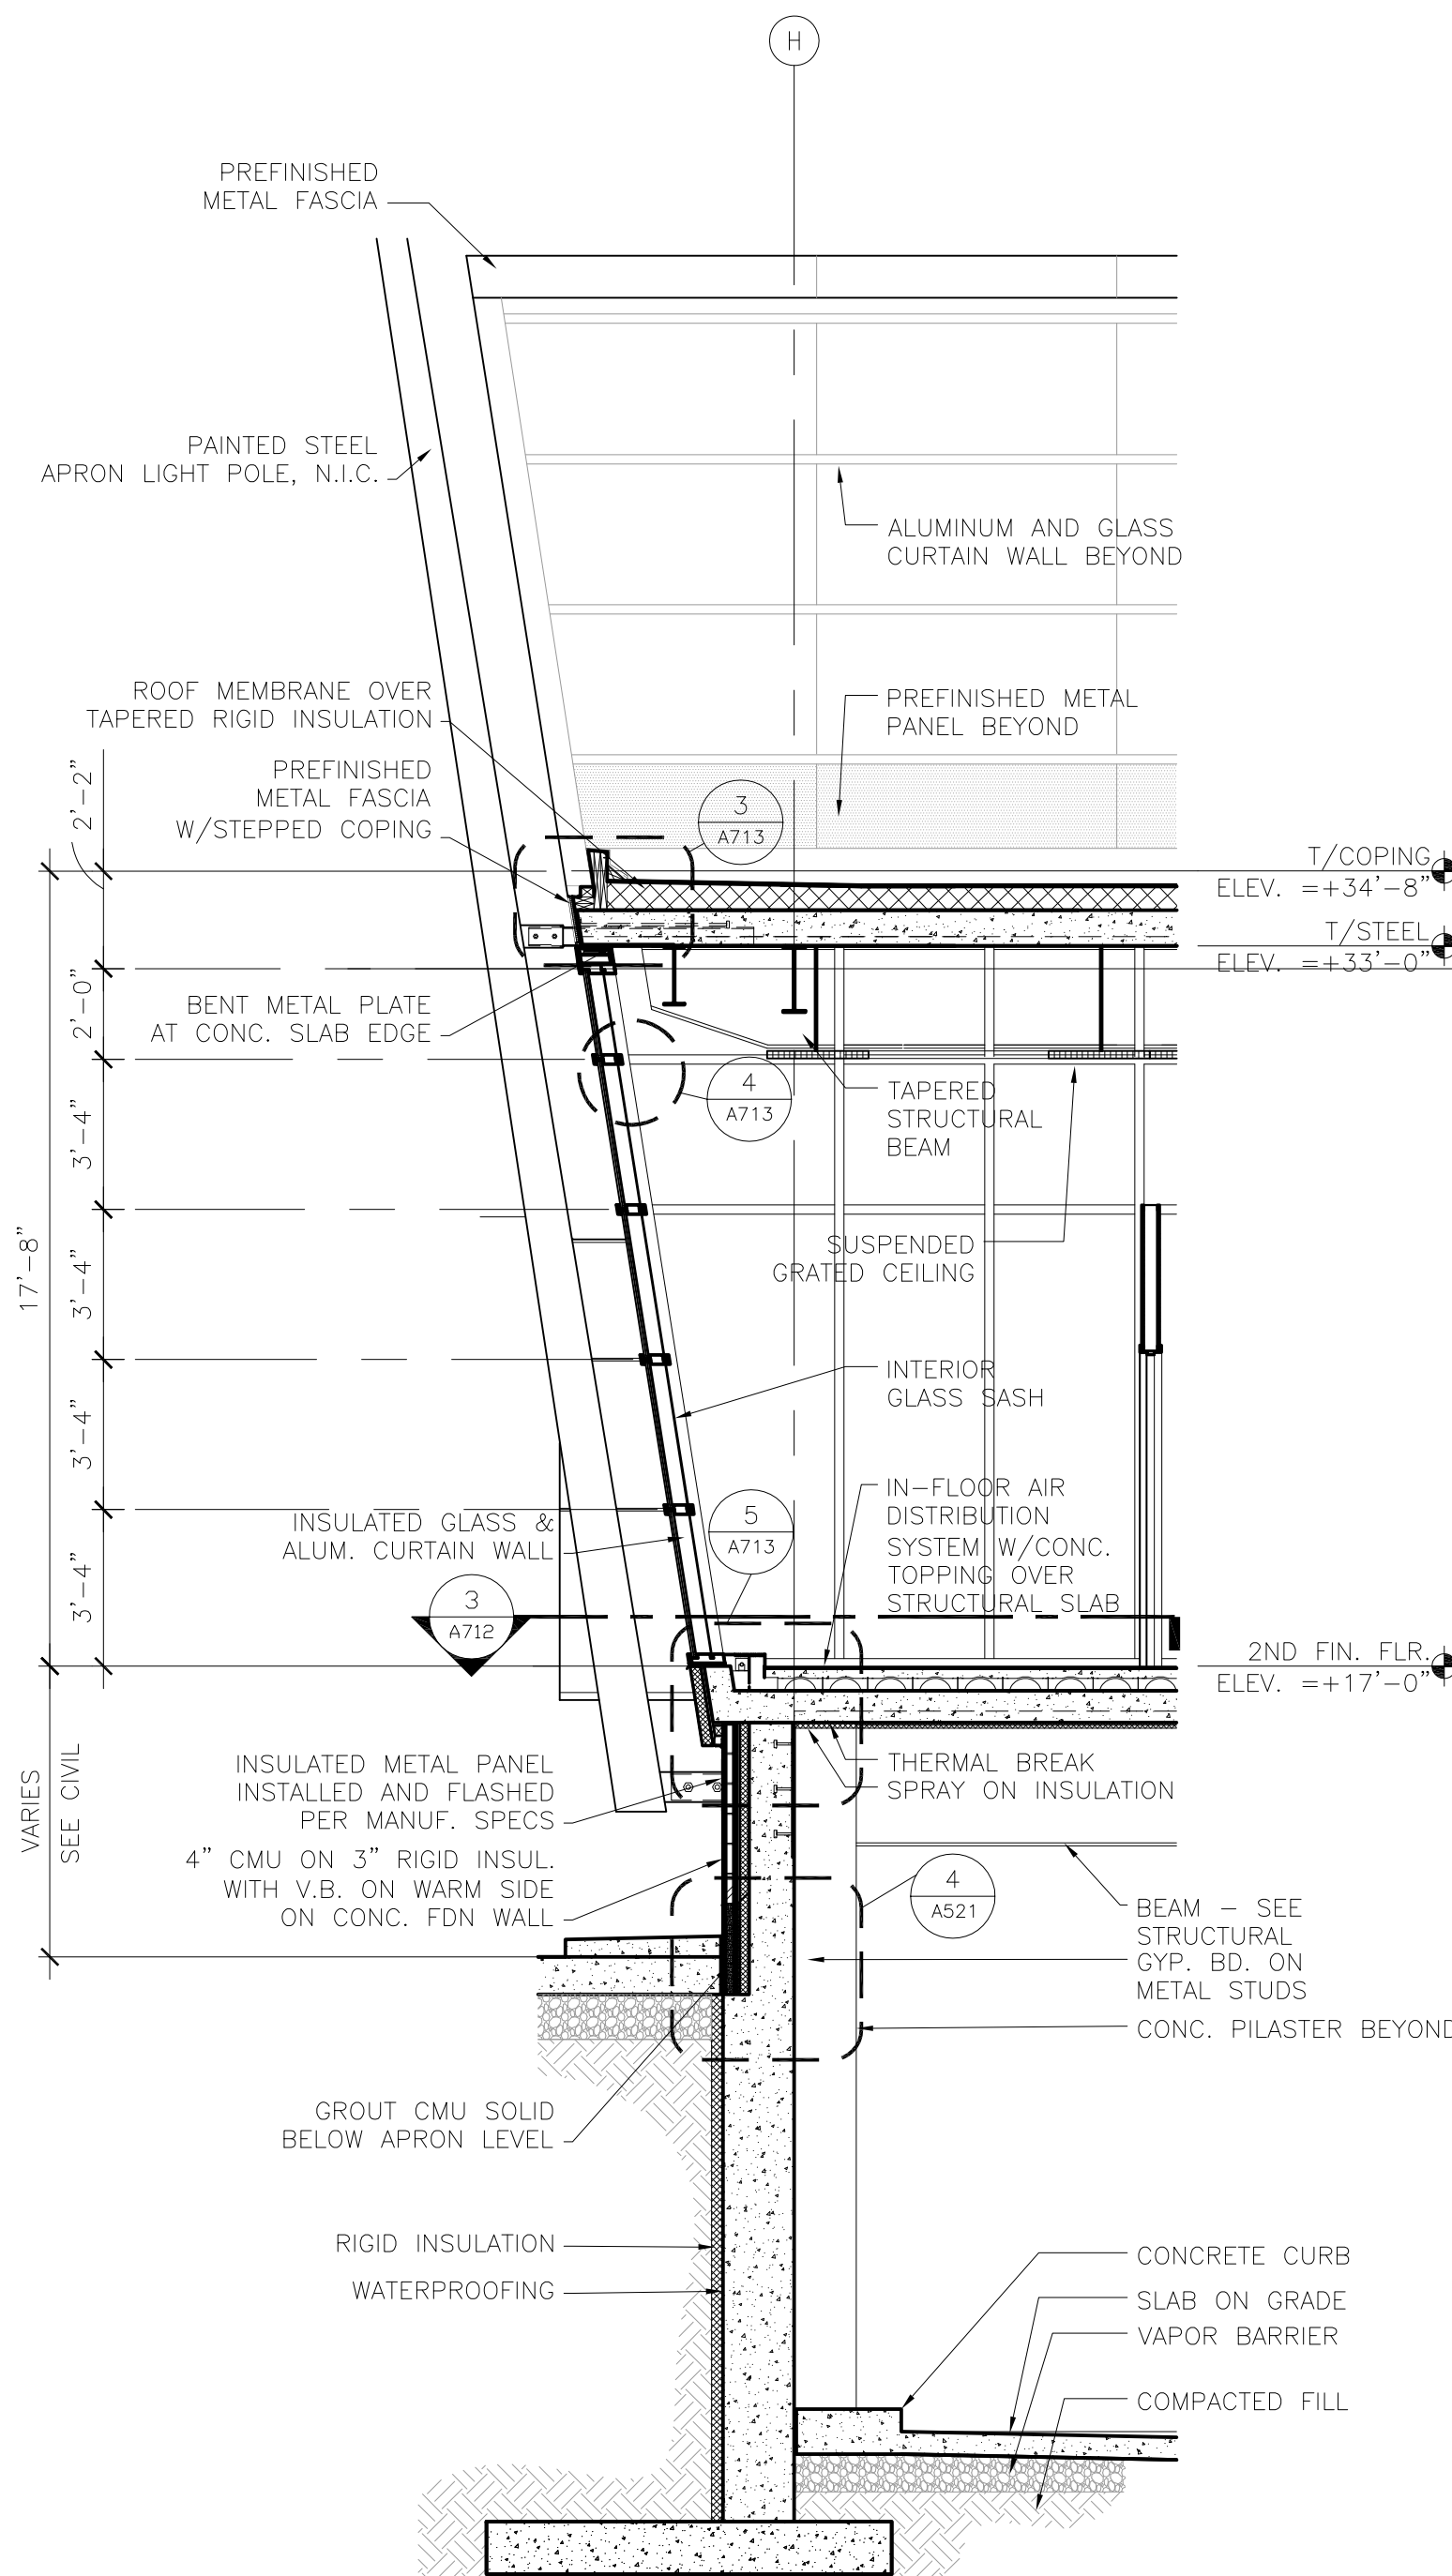 H
PREFINISHED
METAL FASCIA
PAINTED STEEL
APRON LIGHT POLE, N.I.C.
ALUMINUM AND GLASS
CURTAIN WALL BEYOND
ROOF MEMBRANE OVER
TAPERED RIGID INSULATION
PREFINISHED METAL
PANEL BEYOND
PREFINISHED
METAL FASCIA
W/STEPPED COPING
3
A713
2'-2"
T/COPING
ELEV. =+34'-8"
T/STEEL
ELEV. =+33'-0"
BENT METAL PLATE
AT CONC. SLAB EDGE
2'-0"
4
A713
TAPERED
STRUCTURAL
BEAM
3'-4"
SUSPENDED
GRATED CEILING
3'-4"
17'-8"
INTERIOR
GLASS SASH
3'-4"
IN-FLOOR AIR
DISTRIBUTION
SYSTEM W/CONC.
TOPPING OVER
STRUCTURAL SLAB
5
A713
INSULATED GLASS &
ALUM. CURTAIN WALL
3'-4"
3
A712
2ND FIN. FLR.
ELEV. =+17'-0"
INSULATED METAL PANEL
INSTALLED AND FLASHED
PER MANUF. SPECS
THERMAL BREAK
SPRAY ON INSULATION
VARIES
SEE CIVIL
4" CMU ON 3" RIGID INSUL.
WITH V.B. ON WARM SIDE
ON CONC. FDN WALL
4
A521
BEAM – SEE
STRUCTURAL
GYP. BD. ON
METAL STUDS
CONC. PILASTER BEYOND
GROUT CMU SOLID
BELOW APRON LEVEL
RIGID INSULATION
WATERPROOFING
CONCRETE CURB
SLAB ON GRADE
VAPOR BARRIER
COMPACTED FILL